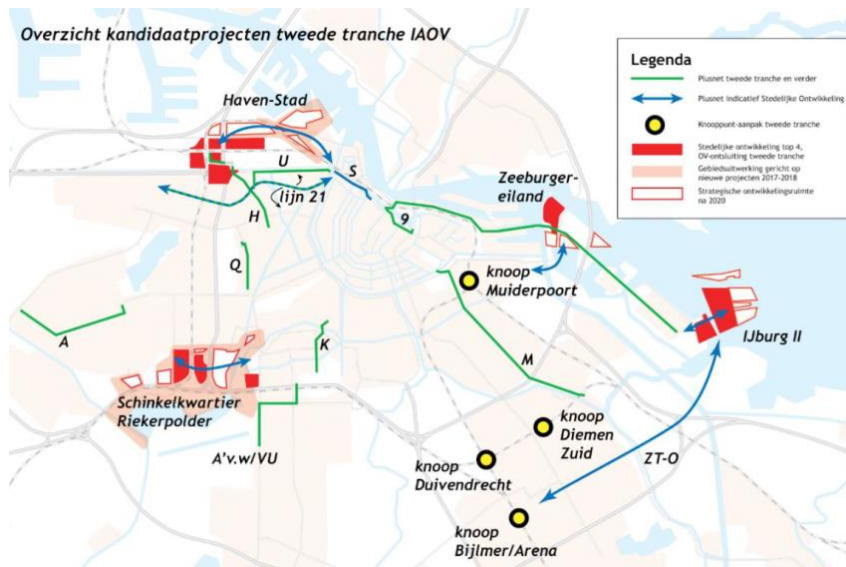 Overzicht kandidaatprojecten tweede tranche IAOV
Legenda
Plusnet tweede tranche en verder
Plusnet indicatief Stedelijke Ontwikkeling
Knooppunt-aanpak tweede tranche
Stedelijke ontwikkeling top 4,
OV-ontsluiting tweede tranche
Gebiedsuitwerking gericht op
nieuwe projecten 2017-2018
Strategische ontwikkelingsruimte
na 2020
Haven-Stad
U
S
lijn 21
H
9
Zeeburger-
eiland
Q
knoop
Muiderpoort
A
K
M
IJburg II
Schinkelkwartier
Riekerpolder
A'v.w/VU
knoop
Diemen
Zuid
knoop
Duivendrecht
ZT-O
knoop
Bijlmer/Arena